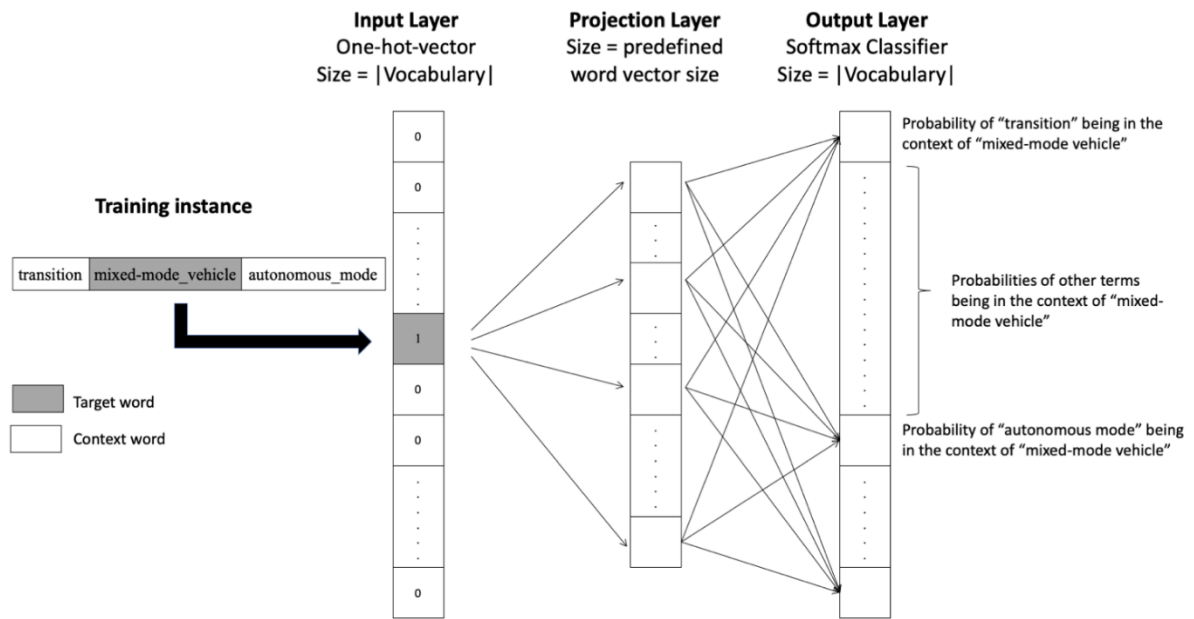 Input Layer
One-hot-vector
Size = |Vocabulary|
Projection Layer
Size = predefined
word vector size
Output Layer
Softmax Classifier
Size = |Vocabulary|
Training instance
transition mixed-mode_vehicle autonomous_mode
Target word
Context word
0
0
1
0
0
0
Probability of “transition” being in the
context of “mixed-mode vehicle”
Probabilities of other terms
being in the context of “mixed-
mode vehicle”
Probability of “autonomous mode” being
in the context of “mixed-mode vehicle”